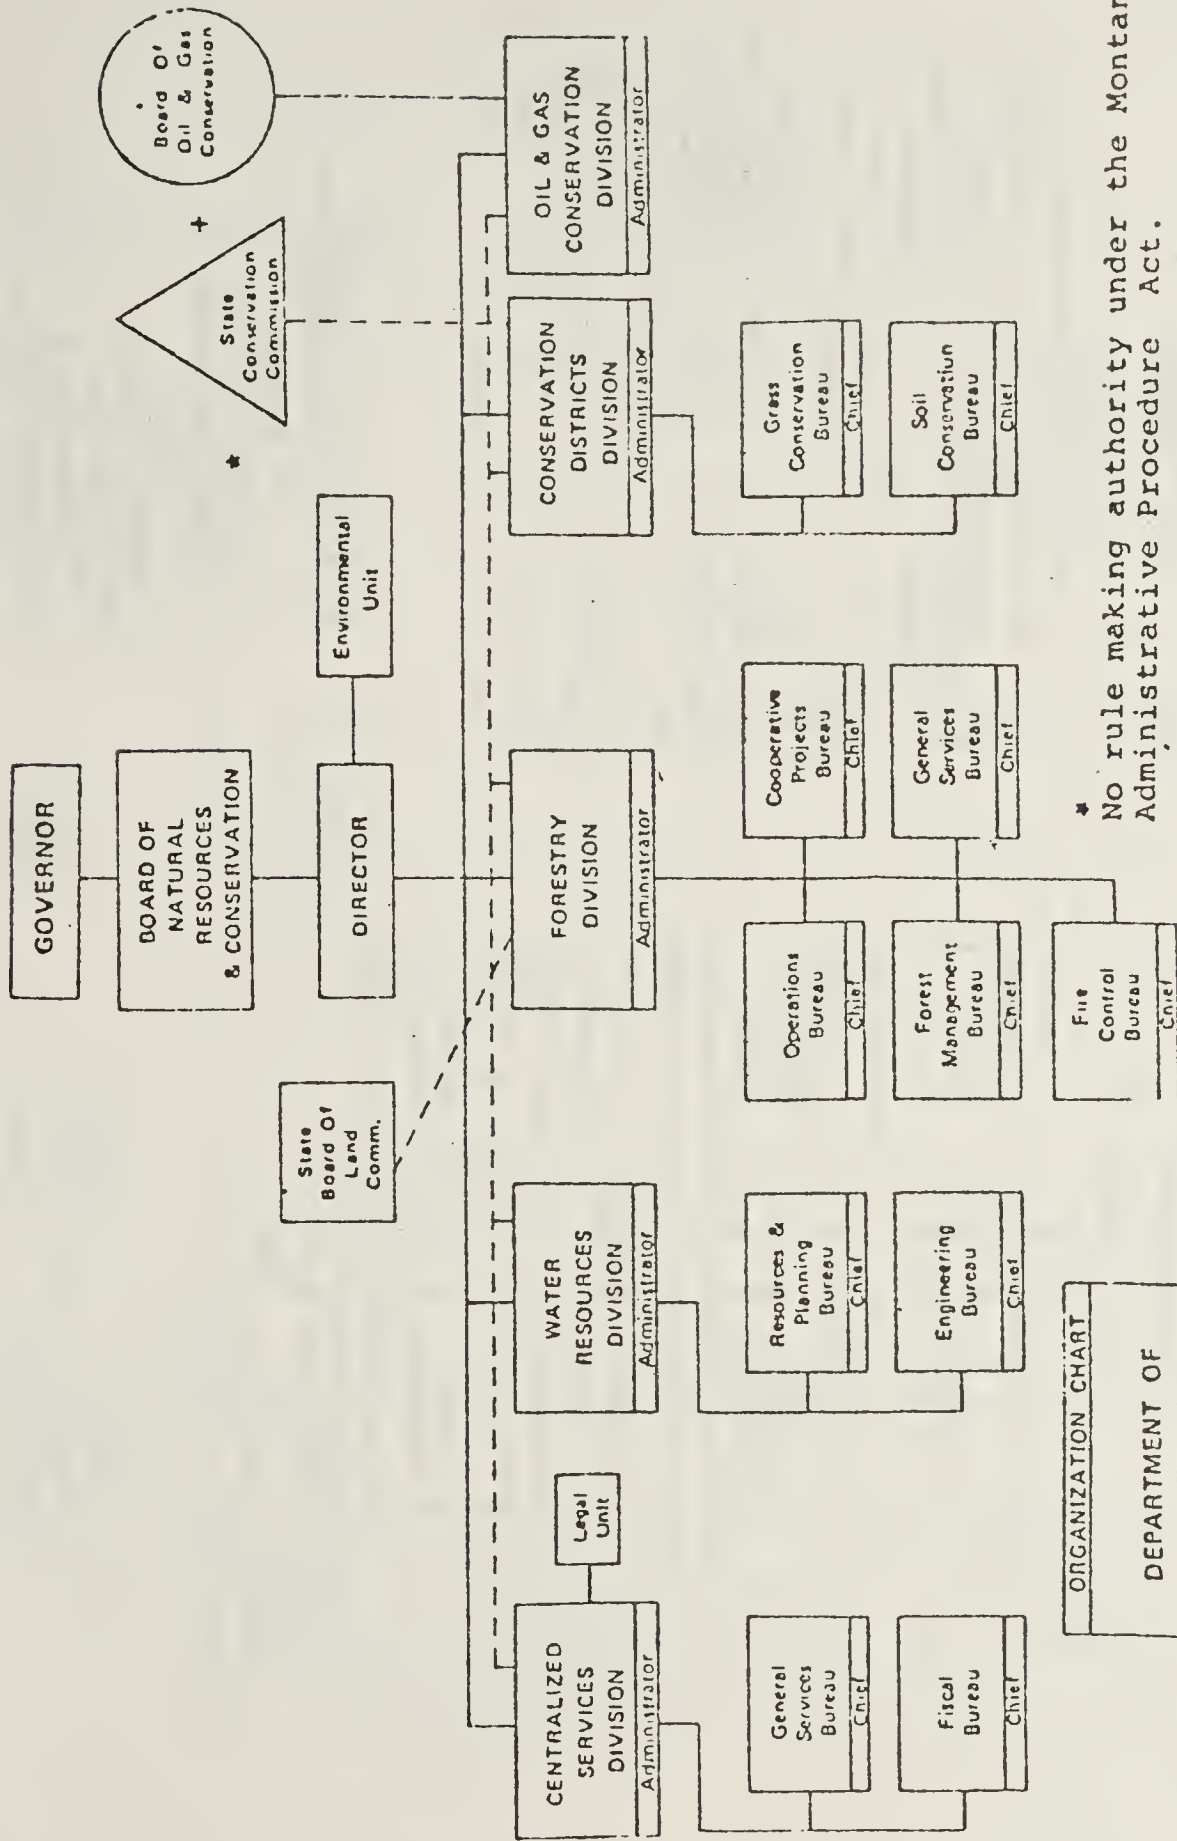 GOVERNOR
BOARD OF
NATURAL
RESOURCES
& CONSERVATION
DIRECTOR
Environmental
Unit
State
Board Of
Land
Comm.
*
State
Conservation
Commission
+
Board Of
Oil & Gas
Conservation
CENTRALIZED
SERVICES
DIVISION
Administrator
Legal
Unit
WATER
RESOURCES
DIVISION
Administrator
FORESTRY
DIVISION
Administrator
CONSERVATION
DISTRICTS
DIVISION
Administrator
OIL & GAS
CONSERVATION
DIVISION
Administrator
General
Services
Bureau
Chief
Fiscal
Bureau
Chief
Resources &
Planning
Bureau
Chief
Engineering
Bureau
Chief
Operations
Bureau
Chief
Cooperative
Projects
Bureau
Chief
Forest
Management
Bureau
Chief
General
Services
Bureau
Chief
Fire
Control
Bureau
Chief
Grass
Conservation
Bureau
Chief
Soil
Conservation
Bureau
Chief
ORGANIZATION CHART
DEPARTMENT OF
*
No rule making authority under the Montan
Administrative Procedure Act.